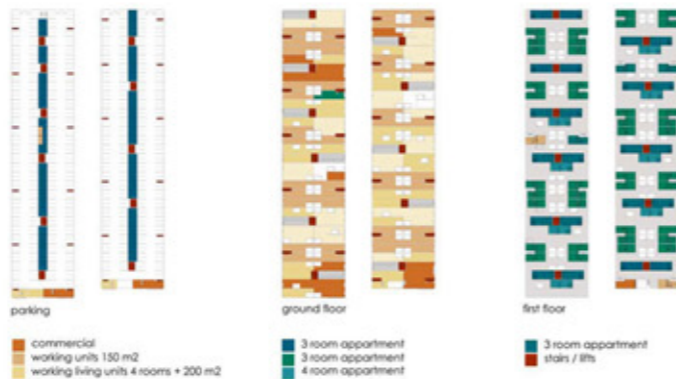 parking
ground floor
first floor
commercial
working units 150 m2
working living units 4 rooms + 200 m2
3 room appartment
3 room appartment
4 room appartment
3 room appartment
stairs / lifts